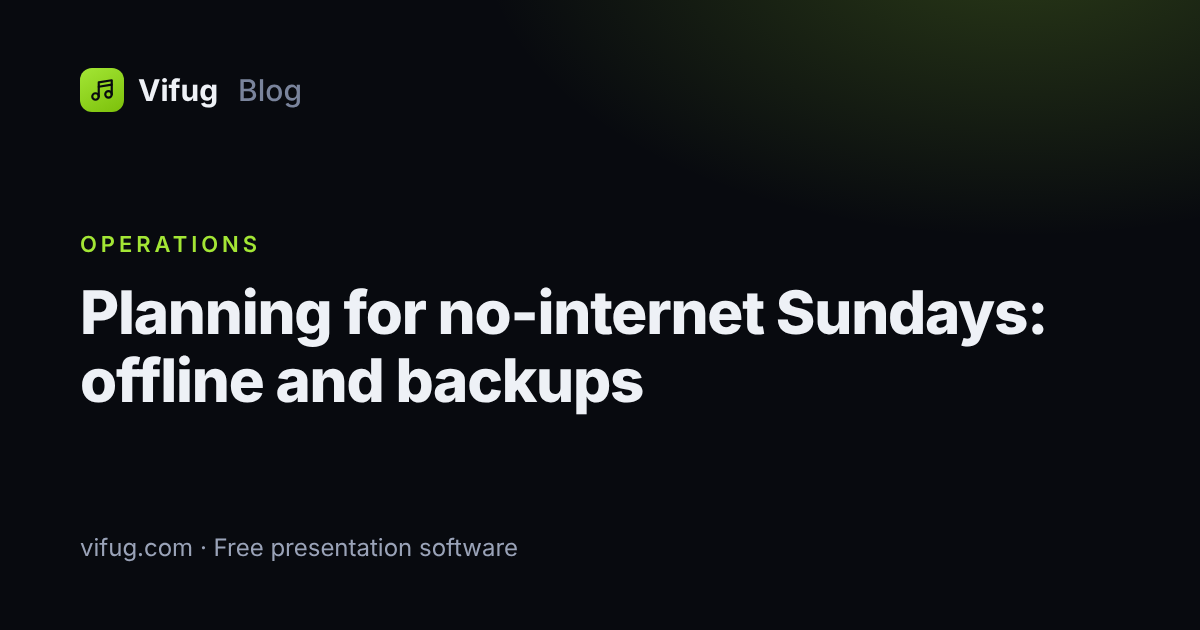 Vifug Blog
OPERATIONS
Planning for no-internet Sundays:
offline and backups
vifug.com · Free presentation software